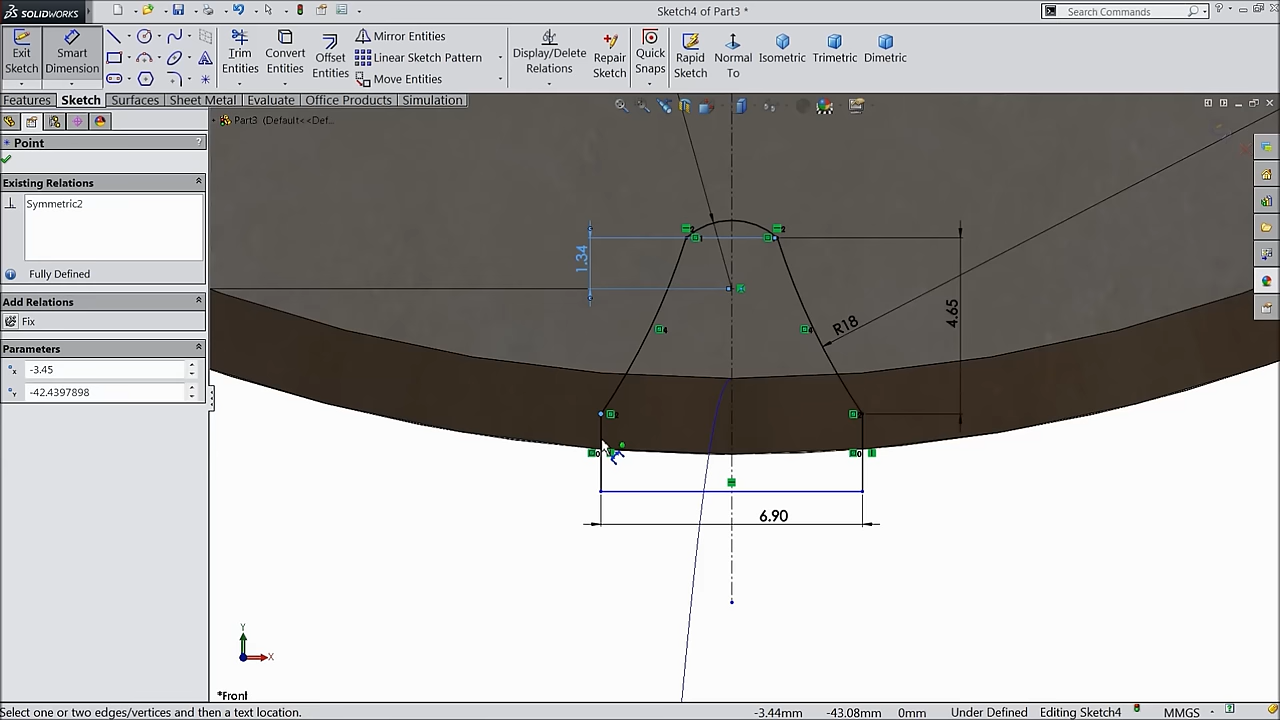 SOLIDWORKS
Sketch4 of Part3 *
Search Commands
?
Exit Sketch
Smart Dimension
Trim Entities
Convert Entities
Offset Entities
Mirror Entities
Linear Sketch Pattern
Move Entities
Display/Delete Relations
Repair Sketch
Quick Snaps
Rapid Sketch
Normal To
Isometric
Trimetric
Dimetric
Features
Sketch
Surfaces
Sheet Metal
Evaluate
Office Products
Simulation
Part3 (Default<<Def...
Point
?
Existing Relations
Symmetric2
Fully Defined
Add Relations
Fix
Parameters
-3.45
-42.4397898
1.34
R18
4.65
6.90
Y
X
*Front
Select one or two edges/vertices and then a text location.
-3.44mm
-43.08mm
0mm
Under Defined
Editing Sketch4
MMGS
?